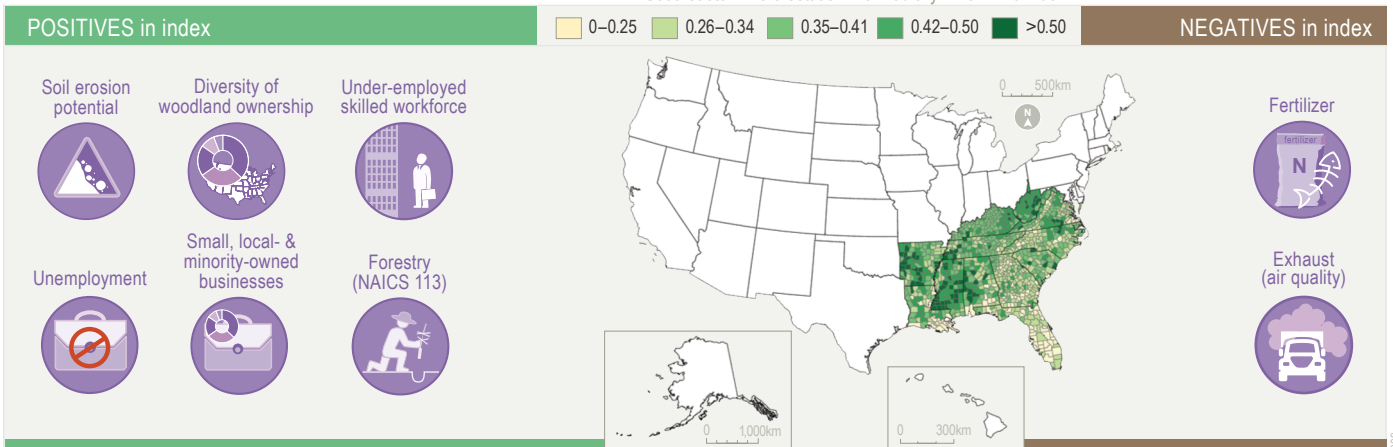 POSITIVES in index
0–0.25
0.26–0.34
0.35–0.41
0.42–0.50
>0.50
NEGATIVES in index
Soil erosion
potential
Diversity of
woodland ownership
Under-employed
skilled workforce
Unemployment
Small, local- &
minority-owned
businesses
Forestry
(NAICS 113)
0 500km
N
0 1,000km
0 300km
Fertilizer
fertilizer
N
Exhaust
(air quality)